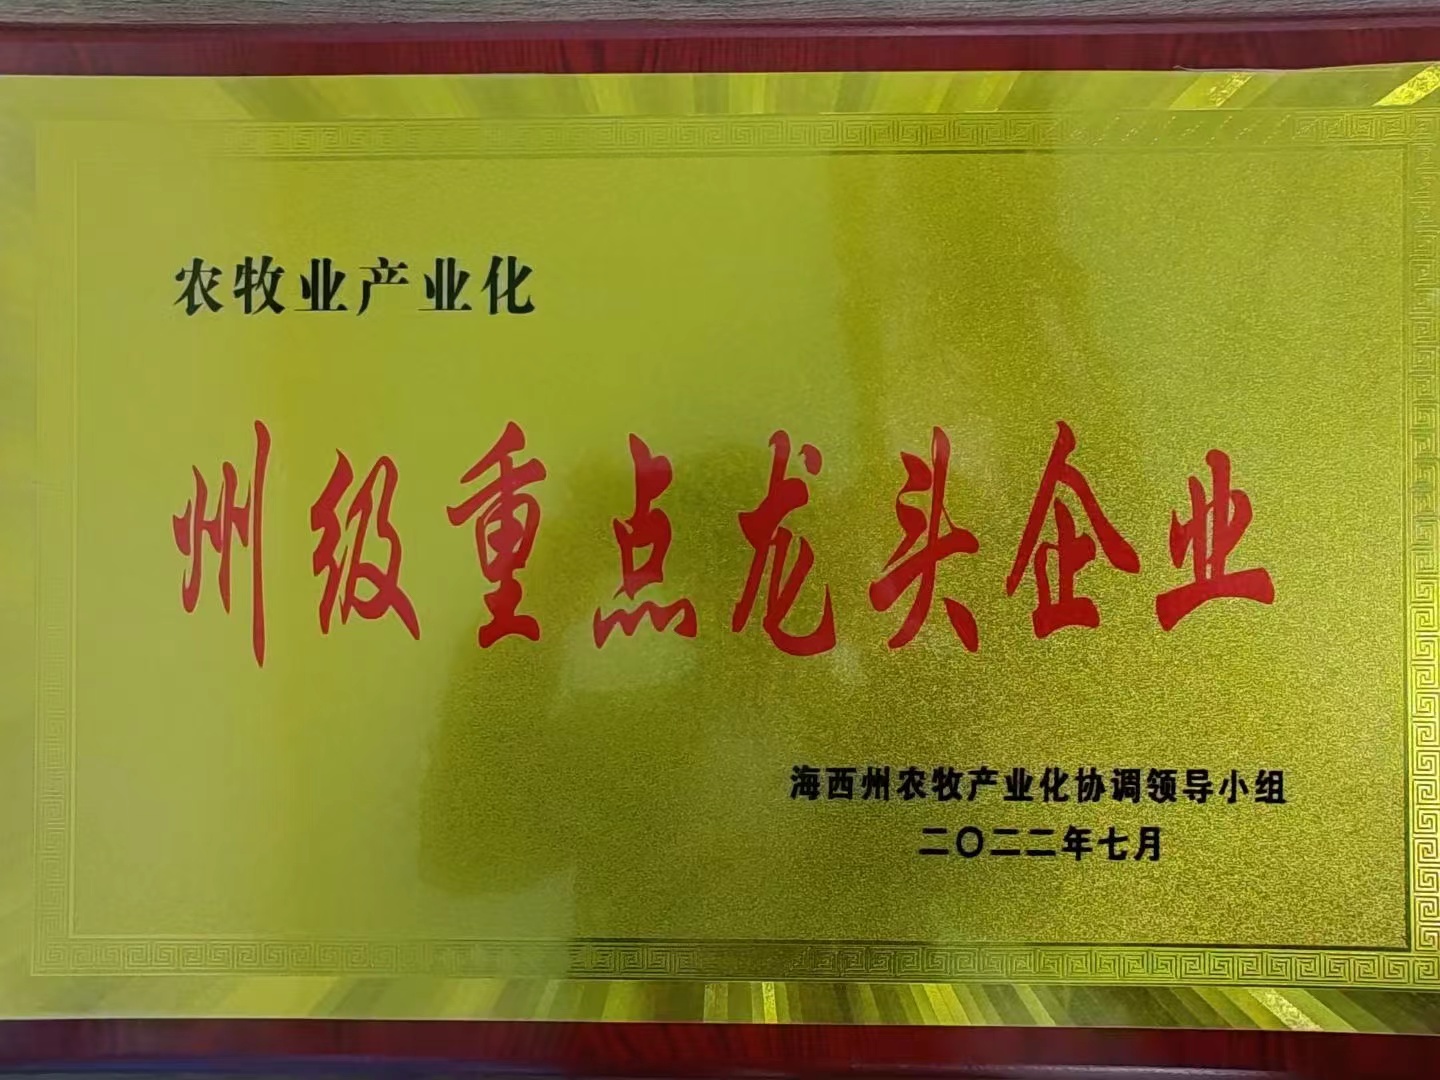 农牧业产业化
州级重点龙头企业
海西州农牧产业化协调领导小组
二〇二二年七月